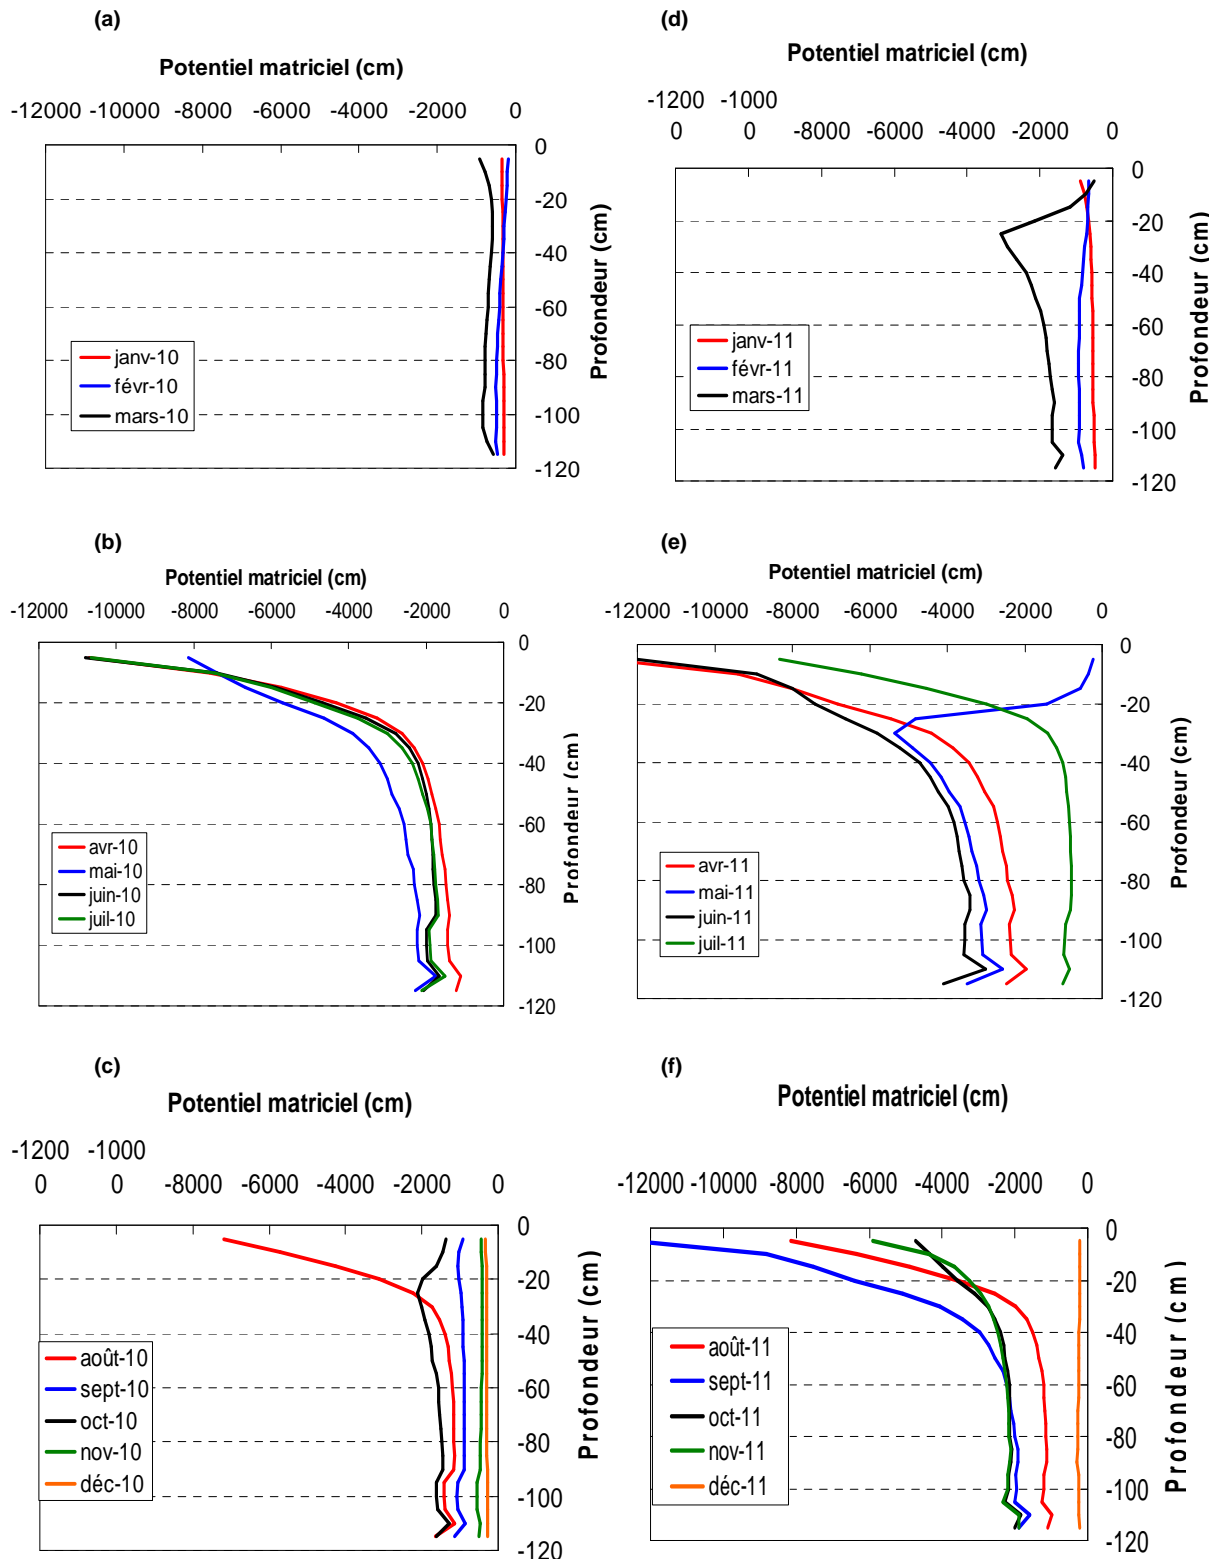 (a)
Potentiel matriciel (cm)
-12000 -10000 -8000 -6000 -4000 -2000 0
0
-20
-40
-60
-80
-100
-120
Profondeur (cm)
janv-10
févr-10
mars-10
(d)
Potentiel matriciel (cm)
-1200 -1000
0 0 -8000 -6000 -4000 -2000 0
0
-20
-40
-60
-80
-100
-120
Profondeur (cm)
janv-11
févr-11
mars-11
(b)
Potentiel matriciel (cm)
-12000 -10000 -8000 -6000 -4000 -2000 0
0
-20
-40
-60
-80
-100
-120
Profondeur (cm)
avr-10
mai-10
juin-10
juil-10
(e)
Potentiel matriciel (cm)
-12000 -10000 -8000 -6000 -4000 -2000 0
0
-20
-40
-60
-80
-100
-120
Profondeur (cm)
avr-11
mai-11
juin-11
juil-11
(c)
Potentiel matriciel (cm)
-1200 -1000
0 0 -8000 -6000 -4000 -2000 0
0
-20
-40
-60
-80
-100
-120
Profondeur (cm)
août-10
sept-10
oct-10
nov-10
déc-10
(f)
Potentiel matriciel (cm)
-12000 -10000 -8000 -6000 -4000 -2000 0
0
-20
-40
-60
-80
-100
-120
Profondeur (cm)
août-11
sept-11
oct-11
nov-11
déc-11